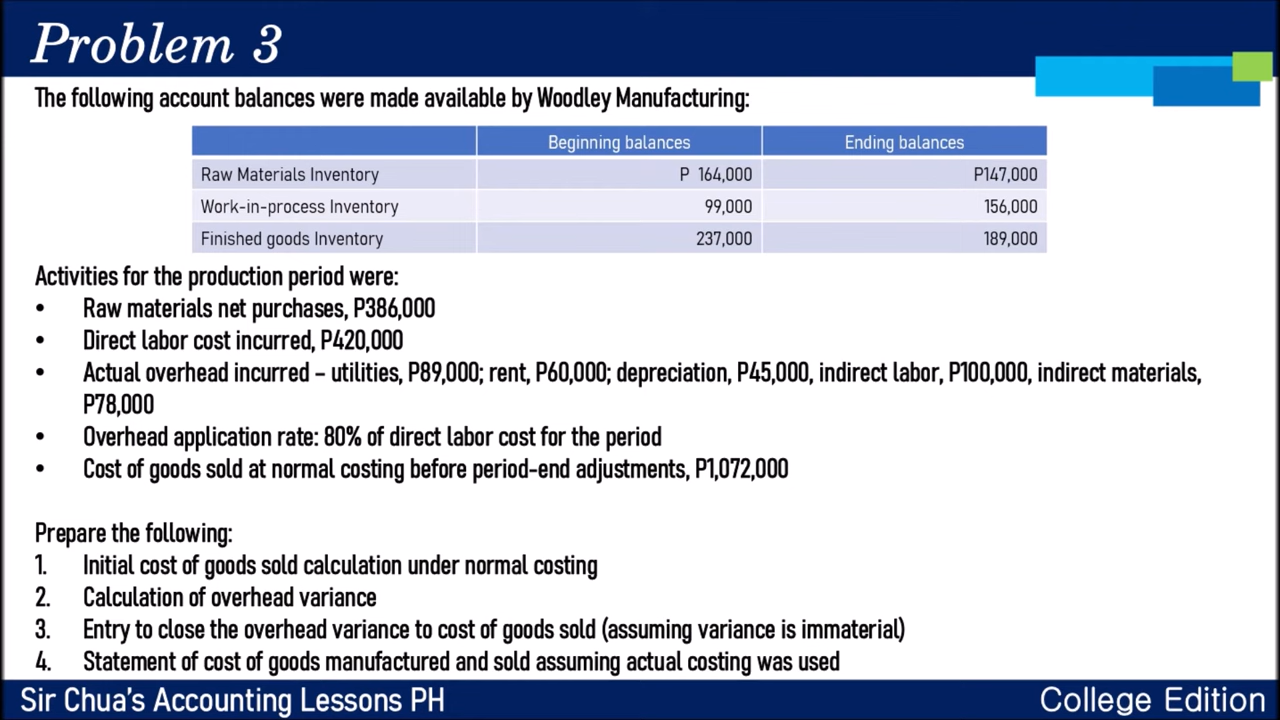 Problem 3
The following account balances were made available by Woodley Manufacturing:
Beginning balances Ending balances
Raw Materials Inventory P 164,000 P147,000
Work-in-process Inventory 99,000 156,000
Finished goods Inventory 237,000 189,000
Activities for the production period were:
• Raw materials net purchases, P386,000
• Direct labor cost incurred, P420,000
• Actual overhead incurred – utilities, P89,000; rent, P60,000; depreciation, P45,000, indirect labor, P100,000, indirect materials,
P78,000
• Overhead application rate: 80% of direct labor cost for the period
• Cost of goods sold at normal costing before period-end adjustments, P1,072,000
Prepare the following:
1. Initial cost of goods sold calculation under normal costing
2. Calculation of overhead variance
3. Entry to close the overhead variance to cost of goods sold (assuming variance is immaterial)
4. Statement of cost of goods manufactured and sold assuming actual costing was used
Sir Chua's Accounting Lessons PH College Edition